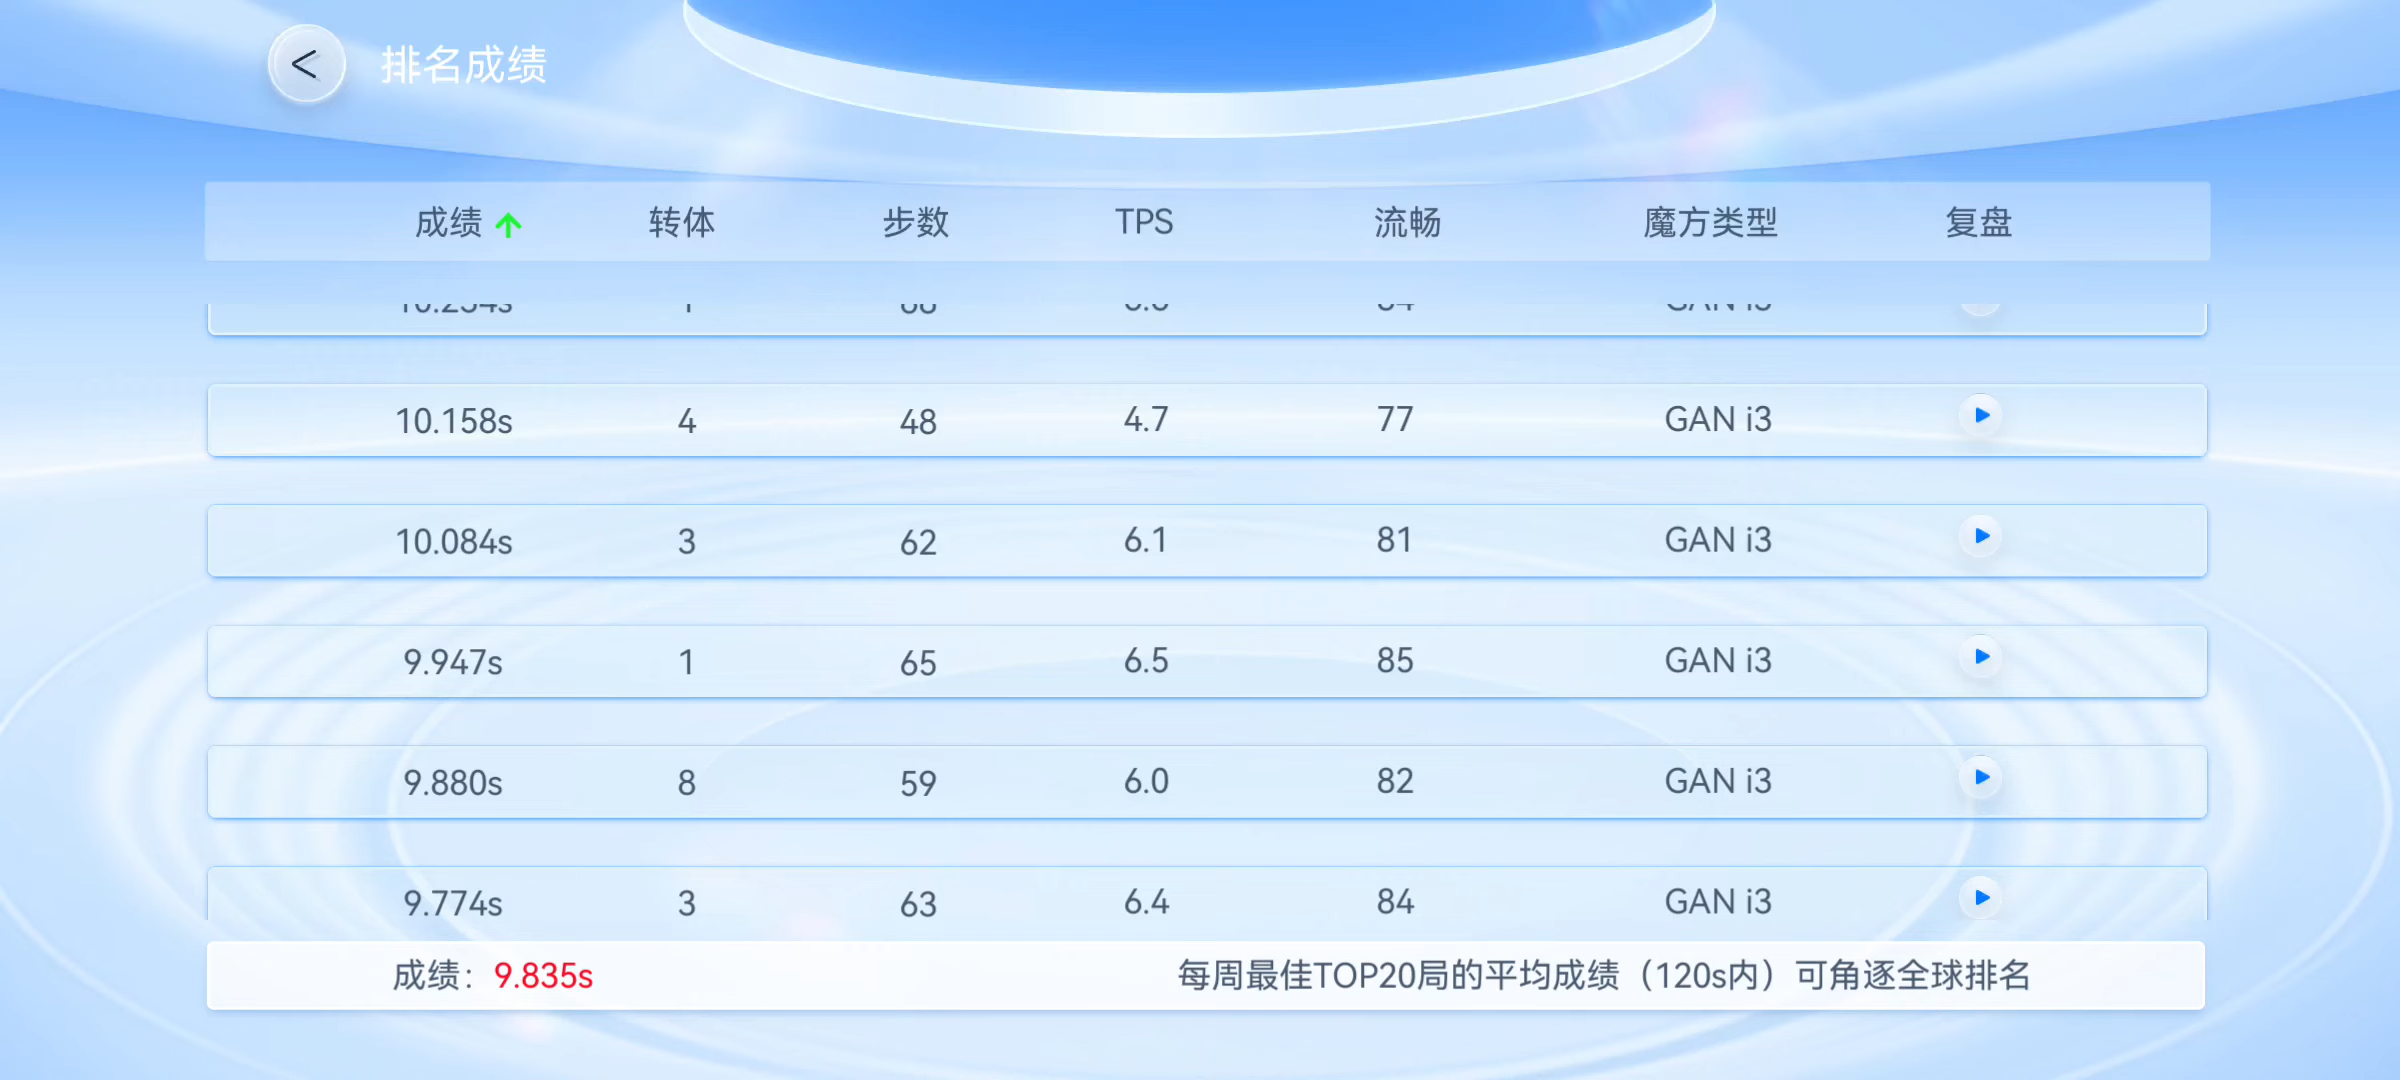 < 排名成绩
成绩 转体 步数 TPS 流畅 魔方类型 复盘
10.158s 4 48 4.7 77 GAN i3
10.084s 3 62 6.1 81 GAN i3
9.947s 1 65 6.5 85 GAN i3
9.880s 8 59 6.0 82 GAN i3
9.774s 3 63 6.4 84 GAN i3
成绩：9.835s 每周最佳TOP20局的平均成绩（120s内）可角逐全球排名